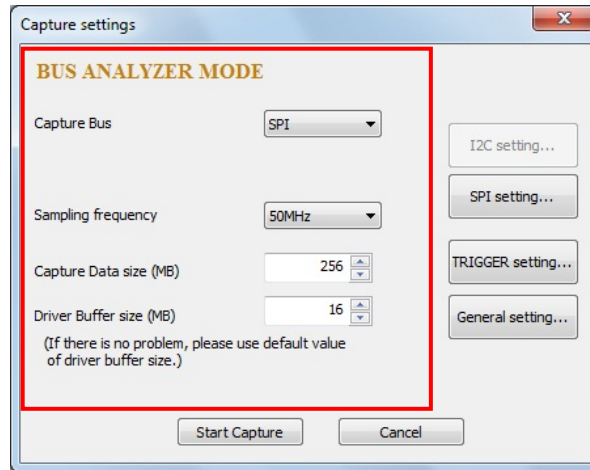 Capture settings
BUS ANALYZER MODE
Capture Bus
SPI
I2C setting...
SPI setting...
Sampling frequency
50MHz
Capture Data size (MB)
256
TRIGGER setting...
Driver Buffer size (MB)
16
General setting...
(If there is no problem, please use default value
of driver buffer size.)
Start Capture
Cancel